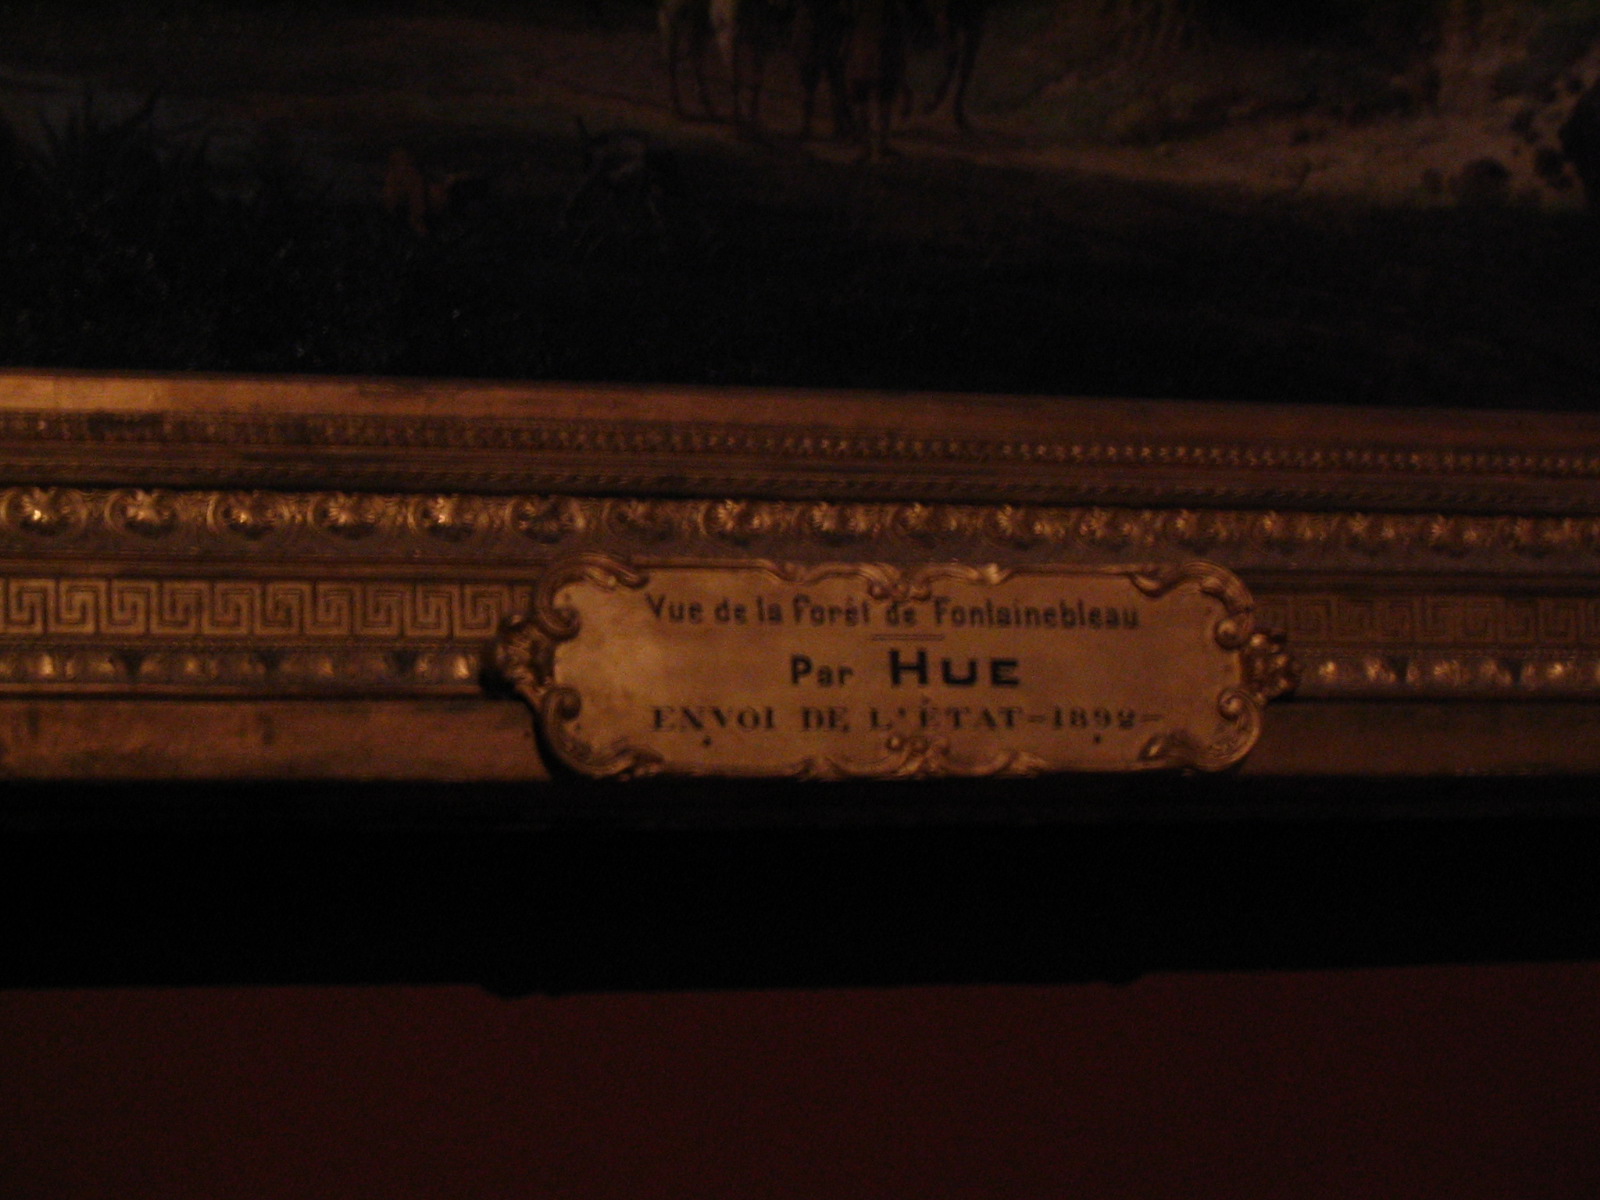 Vue de la forêt de Fontainebleau
Par HUE
ENVOI DE L'ÉTAT-1892-